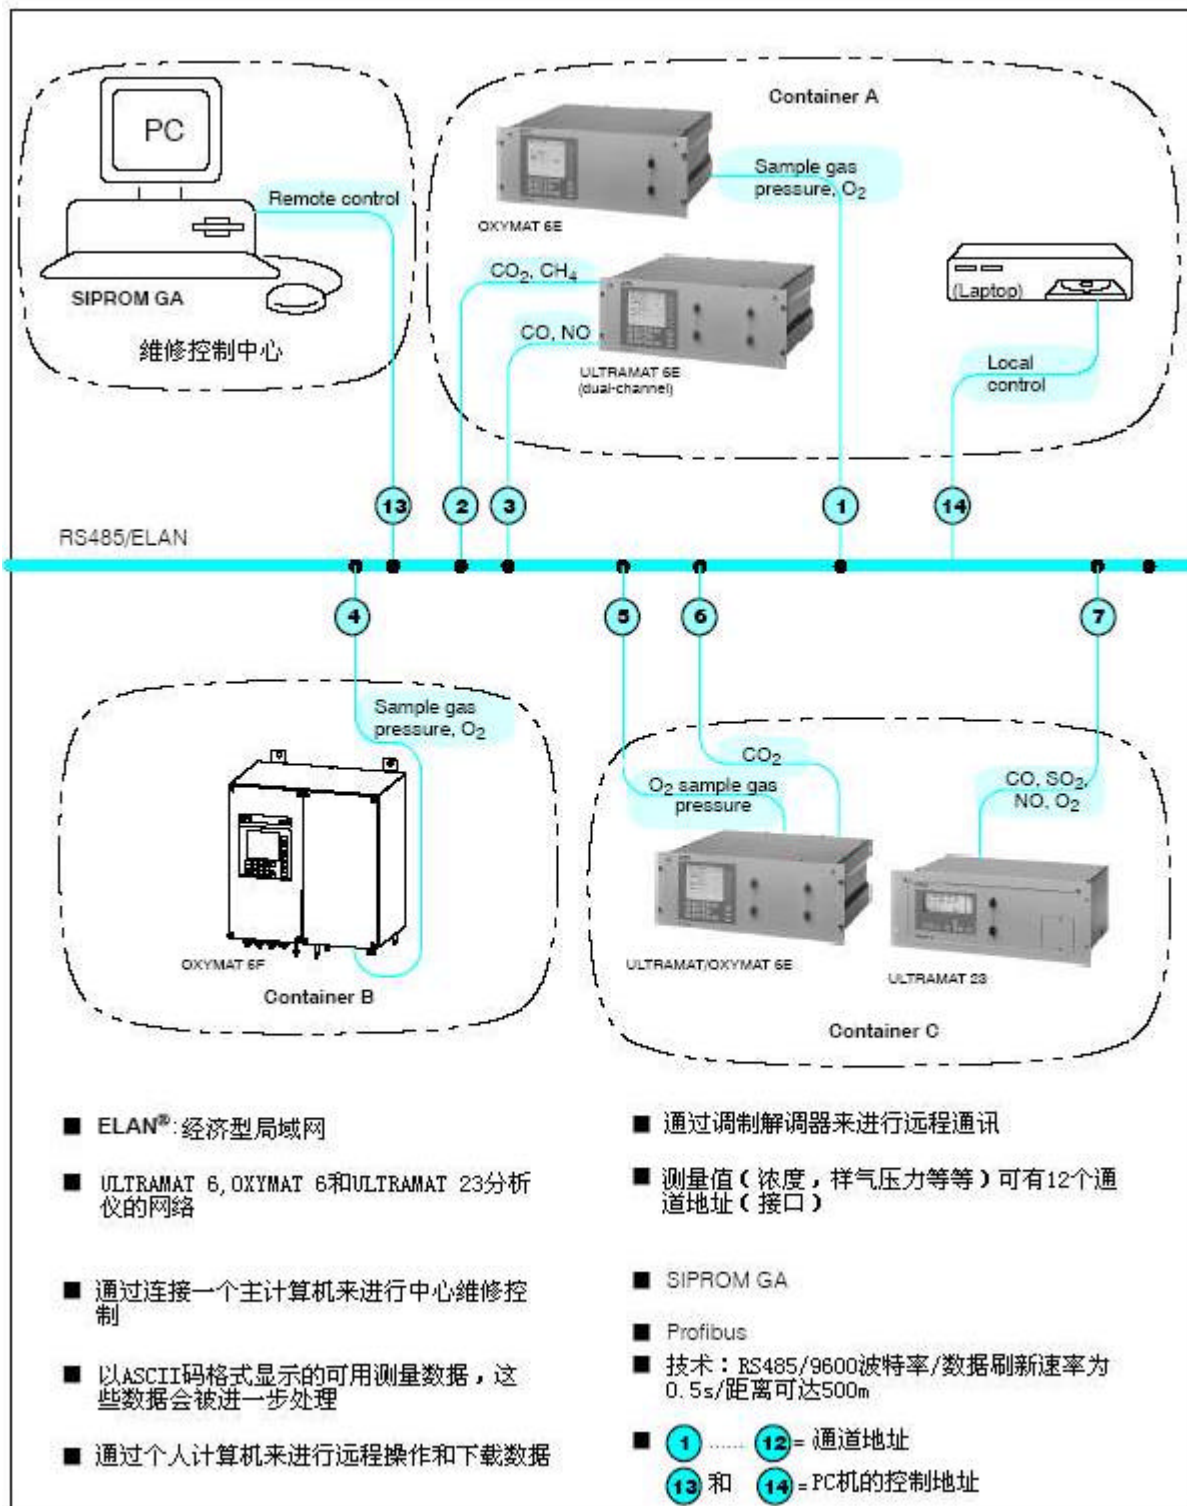 PC
Remote control
SIPROM GA
维修控制中心
Container A
Sample gas
pressure, O₂
OXYMAT 6E
CO₂, CH₄
CO, NO
ULTRAMAT 6E
(dual-channel)
(Laptop)
Local
control
13
2
3
1
14
RS485/ELAN
4
5
6
7
Sample gas
pressure, O₂
OXYMAT 6F
Container B
CO₂
O₂ sample gas
pressure
CO, SO₂,
NO, O₂
ULTRAMAT/OXYMAT 6E
ULTRAMAT 23
Container C
■ ELAN®:经济型局域网
■ ULTRAMAT 6,OXYMAT 6和ULTRAMAT 23分析
仪的网络
■ 通过连接一个主计算机来进行中心维修控
制
■ 以ASCII码格式显示的可用测量数据，这
些数据会被进一步处理
■ 通过个人计算机来进行远程操作和下载数据
■ 通过调制解调器来进行远程通讯
■ 测量值（浓度，样气压力等等）可有12个通
道地址（接口）
■ SIPROM GA
■ Profibus
■ 技术：RS485/9600波特率/数据刷新速率为
0.5s/距离可达500m
■ 1 ...... 12= 通道地址
13 和 14=PC机的控制地址